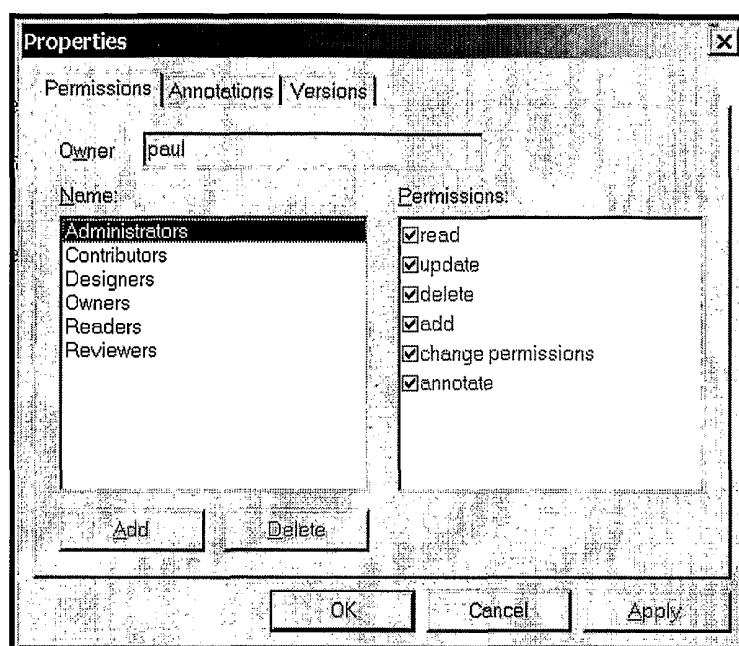 Properties
Permissions Annotations Versions
Owner paul
Name:
Administrators
Contributors
Designers
Owners
Readers
Reviewers
Permissions:
read
update
delete
add
change permissions
annotate
Add Delete
OK Cancel Apply